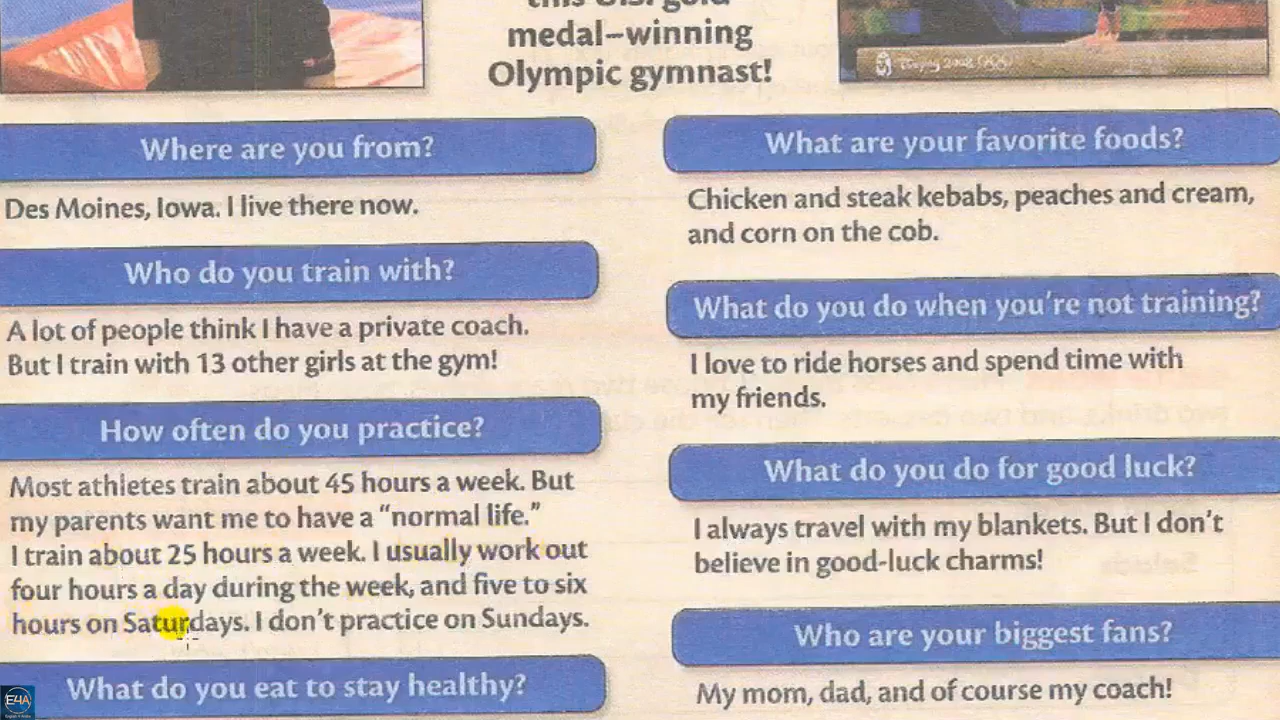 this U.S. gold
medal–winning
Olympic gymnast!
Beijing 2008
Where are you from?
Des Moines, Iowa. I live there now.
Who do you train with?
A lot of people think I have a private coach.
But I train with 13 other girls at the gym!
How often do you practice?
Most athletes train about 45 hours a week. But
my parents want me to have a “normal life.”
I train about 25 hours a week. I usually work out
four hours a day during the week, and five to six
hours on Saturdays. I don’t practice on Sundays.
What do you eat to stay healthy?
What are your favorite foods?
Chicken and steak kebabs, peaches and cream,
and corn on the cob.
What do you do when you’re not training?
I love to ride horses and spend time with
my friends.
What do you do for good luck?
I always travel with my blankets. But I don’t
believe in good-luck charms!
Who are your biggest fans?
My mom, dad, and of course my coach!
E4A